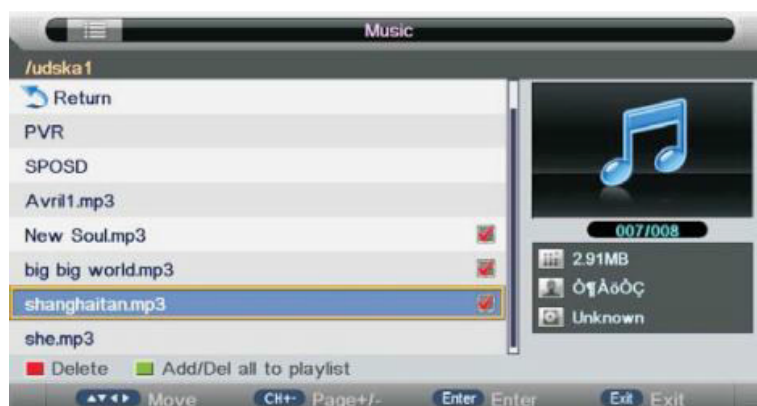 Music
/udska1
Return
PVR
SPOSD
Avril1.mp3
New Soul.mp3
big big world.mp3
shanghaitan.mp3
she.mp3
007/008
2.91MB
Ò¶ÀöÒÇ
Unknown
Delete Add/Del all to playlist
Move CH+- Page+/- Enter Enter Exit Exit